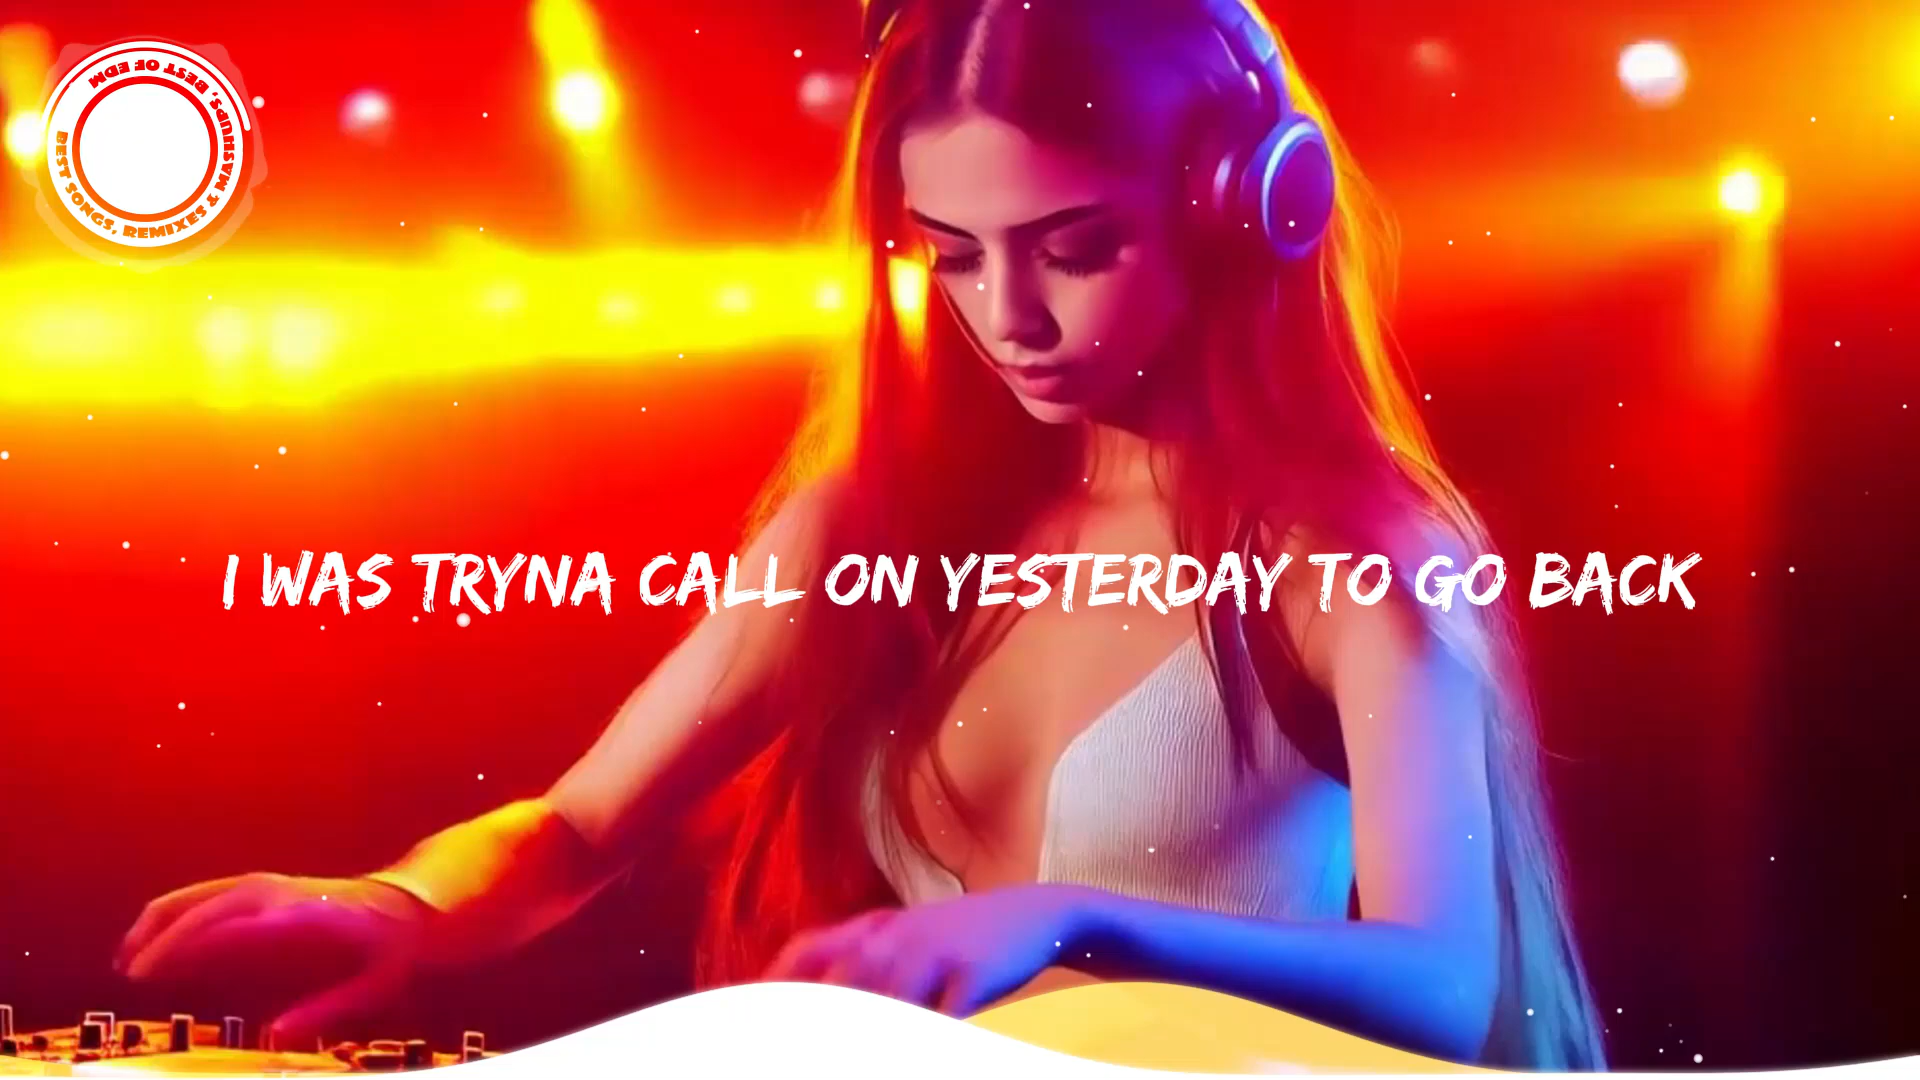 BEST SONGS, REMIXES & MASHUPS, BEST OF EDM
I WAS TRYNA CALL ON YESTERDAY TO GO BACK